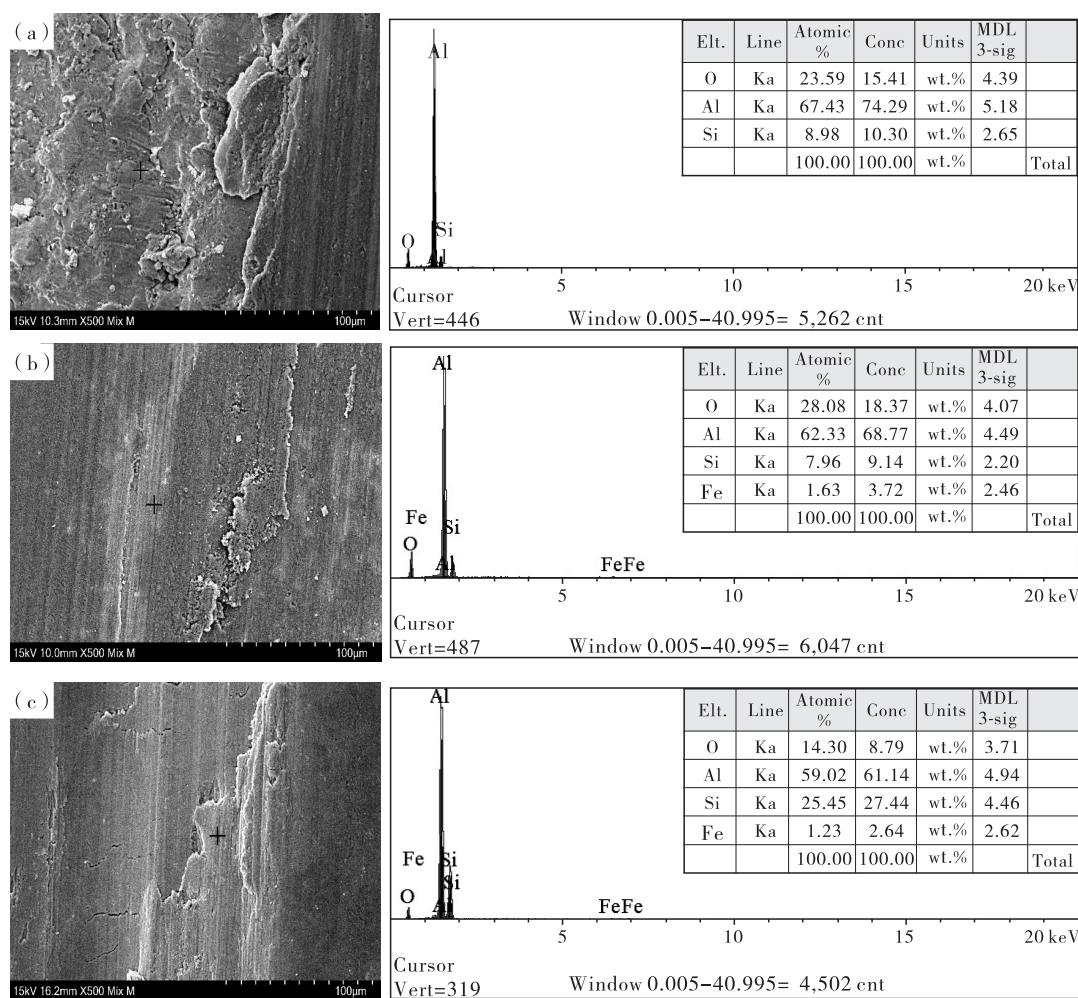 (a)
15kV 10.3mm X500 Mix M 100μm
Al
Si
O
Al
5 10 15 20 keV
Cursor
Vert=446 Window 0.005-40.995= 5,262 cnt
Elt. Line Atomic % Conc Units MDL 3-sig
O Ka 23.59 15.41 wt.% 4.39
Al Ka 67.43 74.29 wt.% 5.18
Si Ka 8.98 10.30 wt.% 2.65
100.00 100.00 wt.% Total
(b)
15kV 10.0mm X500 Mix M 100μm
Al
Fe Si
O
FeFe
5 10 15 20 keV
Cursor
Vert=487 Window 0.005-40.995= 6,047 cnt
Elt. Line Atomic % Conc Units MDL 3-sig
O Ka 28.08 18.37 wt.% 4.07
Al Ka 62.33 68.77 wt.% 4.49
Si Ka 7.96 9.14 wt.% 2.20
Fe Ka 1.63 3.72 wt.% 2.46
100.00 100.00 wt.% Total
(c)
15kV 16.2mm X500 Mix M 100μm
Al
Fe Si
Si
O
FeFe
5 10 15 20 keV
Cursor
Vert=319 Window 0.005-40.995= 4,502 cnt
Elt. Line Atomic % Conc Units MDL 3-sig
O Ka 14.30 8.79 wt.% 3.71
Al Ka 59.02 61.14 wt.% 4.94
Si Ka 25.45 27.44 wt.% 4.46
Fe Ka 1.23 2.64 wt.% 2.62
100.00 100.00 wt.% Total